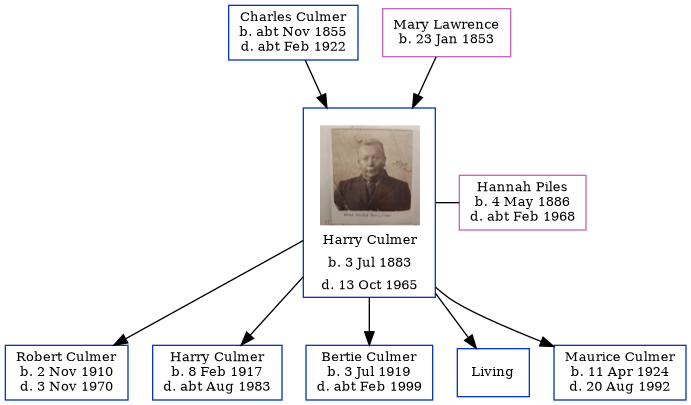 Charles Culmer
b. abt Nov 1855
d. abt Feb 1922
Mary Lawrence
b. 23 Jan 1853
Harry Culmer
b. 3 Jul 1883
d. 13 Oct 1965
Hannah Piles
b. 4 May 1886
d. abt Feb 1968
Robert Culmer
b. 2 Nov 1910
d. 3 Nov 1970
Harry Culmer
b. 8 Feb 1917
d. abt Aug 1983
Bertie Culmer
b. 3 Jul 1919
d. abt Feb 1999
Living
Maurice Culmer
b. 11 Apr 1924
d. 20 Aug 1992